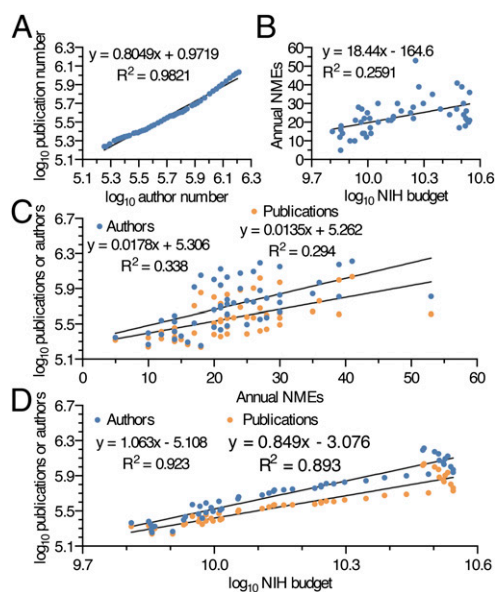 A
6.3
6.1
5.9
5.7
5.5
5.3
5.1
log10 publication number
y = 0.8049x + 0.9719
R² = 0.9821
5.1 5.3 5.5 5.7 5.9 6.1 6.3
log10 author number
B
60
50
40
30
20
10
0
Annual NMEs
y = 18.44x - 164.6
R² = 0.2591
9.7 10.0 10.3 10.6
log10 NIH budget
C
6.7
6.3
5.9
5.5
5.1
log10 publications or authors
Authors
y = 0.0178x + 5.306
R² = 0.338
Publications
y = 0.0135x + 5.262
R² = 0.294
0 10 20 30 40 50 60
Annual NMEs
D
6.7
6.3
5.9
5.5
5.1
log10 publications or authors
Authors
y = 1.063x - 5.108
R² = 0.923
Publications
y = 0.849x - 3.076
R² = 0.893
9.7 10.0 10.3 10.6
log10 NIH budget